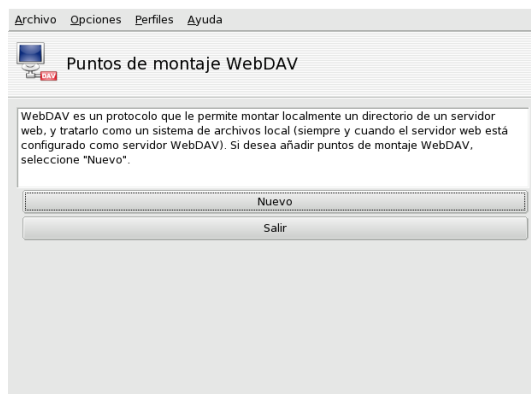 Archivo Opciones Perfiles Ayuda
DAV
Puntos de montaje WebDAV
WebDAV es un protocolo que le permite montar localmente un directorio de un servidor
web, y tratarlo como un sistema de archivos local (siempre y cuando el servidor web está
configurado como servidor WebDAV). Si desea añadir puntos de montaje WebDAV,
seleccione "Nuevo".
Nuevo
Salir